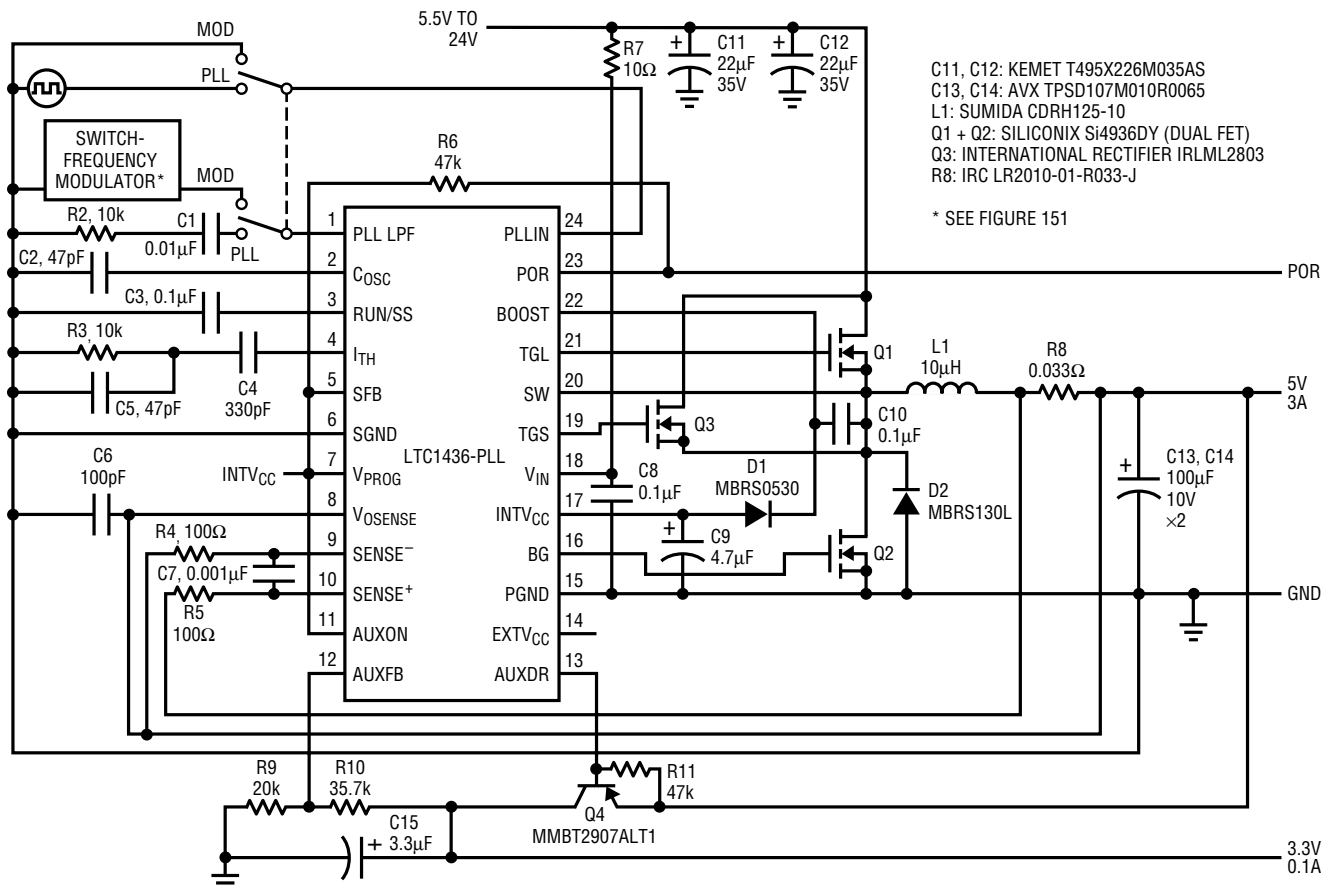 MOD
PLL
SWITCH-
FREQUENCY
MODULATOR*
MOD
PLL
R2, 10k
C1
0.01µF
C2, 47pF
C3, 0.1µF
R3, 10k
C5, 47pF
C4
330pF
INTVCC
C6
100pF
R4, 100Ω
C7, 0.001µF
R5
100Ω
R6
47k
LTC1436-PLL
1
PLL LPF
2
COSC
3
RUN/SS
4
ITH
5
SFB
6
SGND
7
VPROG
8
VOSENSE
9
SENSE–
10
SENSE+
11
AUXON
12
AUXFB
24
PLLIN
23
POR
22
BOOST
21
TGL
20
SW
19
TGS
18
VIN
17
INTVCC
16
BG
15
PGND
14
EXTVCC
13
AUXDR
5.5V TO
24V
R7
10Ω
+
C11
22µF
35V
+
C12
22µF
35V
C11, C12: KEMET T495X226M035AS
C13, C14: AVX TPSD107M010R0065
L1: SUMIDA CDRH125-10
Q1 + Q2: SILICONIX Si4936DY (DUAL FET)
Q3: INTERNATIONAL RECTIFIER IRLML2803
R8: IRC LR2010-01-R033-J
* SEE FIGURE 151
POR
Q1
L1
10µH
R8
0.033Ω
5V
3A
Q3
C10
0.1µF
C8
0.1µF
D1
MBRS0530
D2
MBRS130L
+
C9
4.7µF
Q2
+
C13, C14
100µF
10V
×2
GND
R9
20k
R10
35.7k
C15
+ 3.3µF
R11
47k
Q4
MMBT2907ALT1
3.3V
0.1A